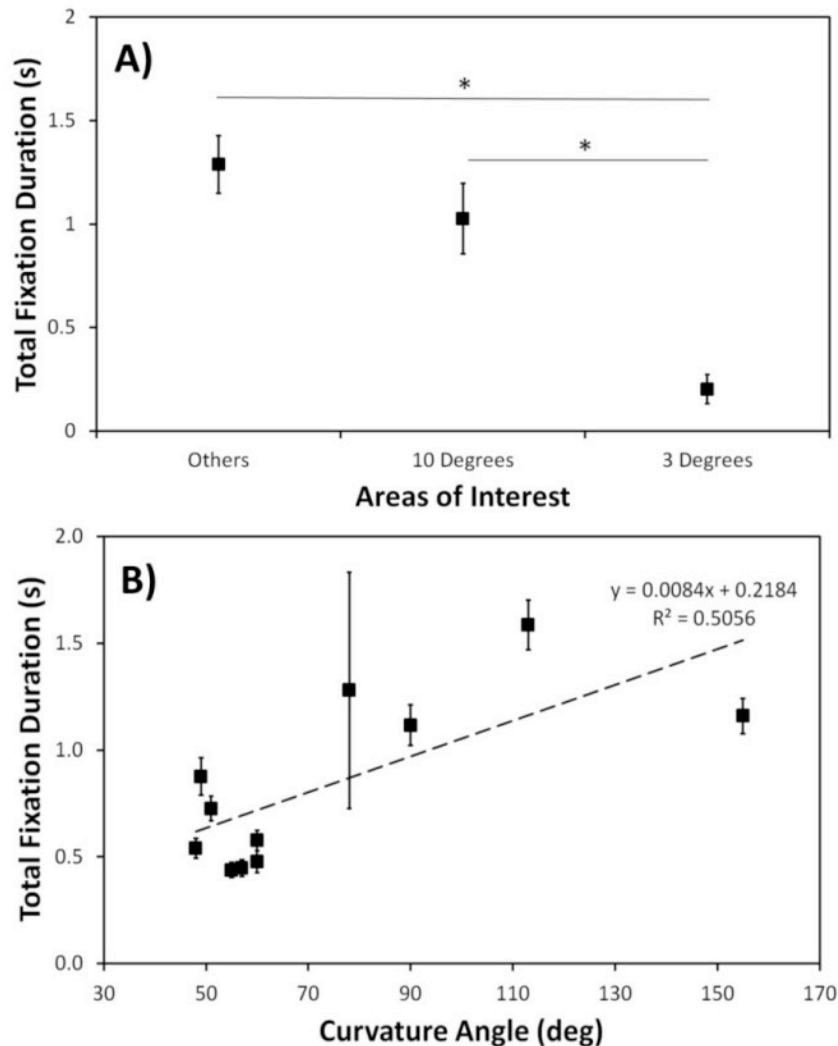 A)
Total Fixation Duration (s)
2
1.5
1
0.5
0
*
*
Others 10 Degrees 3 Degrees
Areas of Interest
B)
Total Fixation Duration (s)
2.0
1.5
1.0
0.5
0.0
y = 0.0084x + 0.2184
R² = 0.5056
30 50 70 90 110 130 150 170
Curvature Angle (deg)